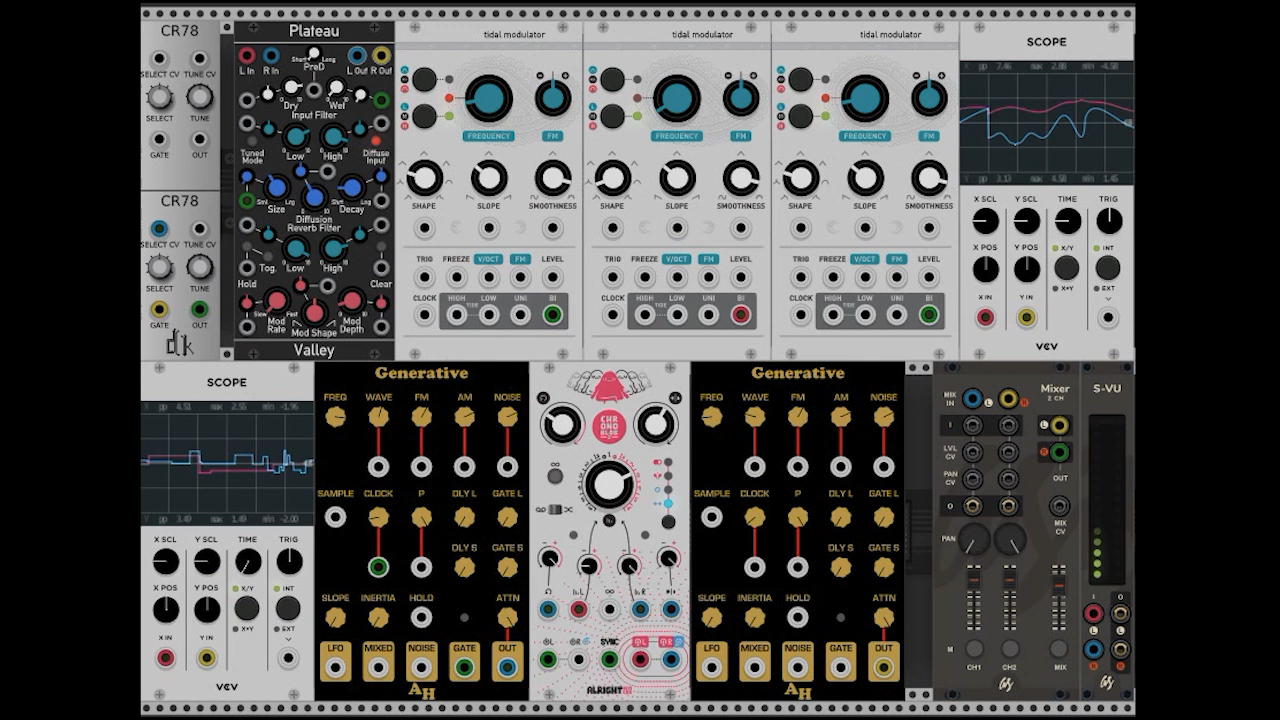 CR78
SELECT CV TUNE CV
SELECT TUNE
GATE OUT
CR78
SELECT CV TUNE CV
SELECT TUNE
GATE OUT
dk
Plateau
L In R In Short Long L Out R Out
PreD
Dry Wet
Input Filter
Low High
Tuned Mode Diffuse Input
Size Decay
Diffusion
Reverb Filter
Tog. Low High
Hold Clear
Slow Fast
Mod Rate Mod Shape Mod Depth
Valley
tidal modulator
FREQUENCY FM
SHAPE SLOPE SMOOTHNESS
TRIG FREEZE V/OCT FM LEVEL
CLOCK HIGH LOW UNI BI
TIDE
tidal modulator
FREQUENCY FM
SHAPE SLOPE SMOOTHNESS
TRIG FREEZE V/OCT FM LEVEL
CLOCK HIGH LOW UNI BI
TIDE
tidal modulator
FREQUENCY FM
SHAPE SLOPE SMOOTHNESS
TRIG FREEZE V/OCT FM LEVEL
CLOCK HIGH LOW UNI BI
TIDE
SCOPE
X SCL Y SCL TIME TRIG
X POS Y POS X/Y INT
X×Y EXT
X IN Y IN
VCV
SCOPE
X SCL Y SCL TIME TRIG
X POS Y POS X/Y INT
X×Y EXT
X IN Y IN
VCV
Generative
FREQ WAVE FM AM NOISE
SAMPLE CLOCK P DLY L GATE L
DLY S GATE S
SLOPE INERTIA HOLD ATTN
LFO MIXED NOISE GATE OUT
AH
CHRONOBLOB
SYNC
ALRIGHT
Generative
FREQ WAVE FM AM NOISE
SAMPLE CLOCK P DLY L GATE L
DLY S GATE S
SLOPE INERTIA HOLD ATTN
LFO MIXED NOISE GATE OUT
AH
Mixer
2 CH
MIX IN L R
I L
LVL CV R
PAN CV OUT
O
MIX CV
PAN
M
CH1 CH2 MIX
S-VU
I O
L L
R R